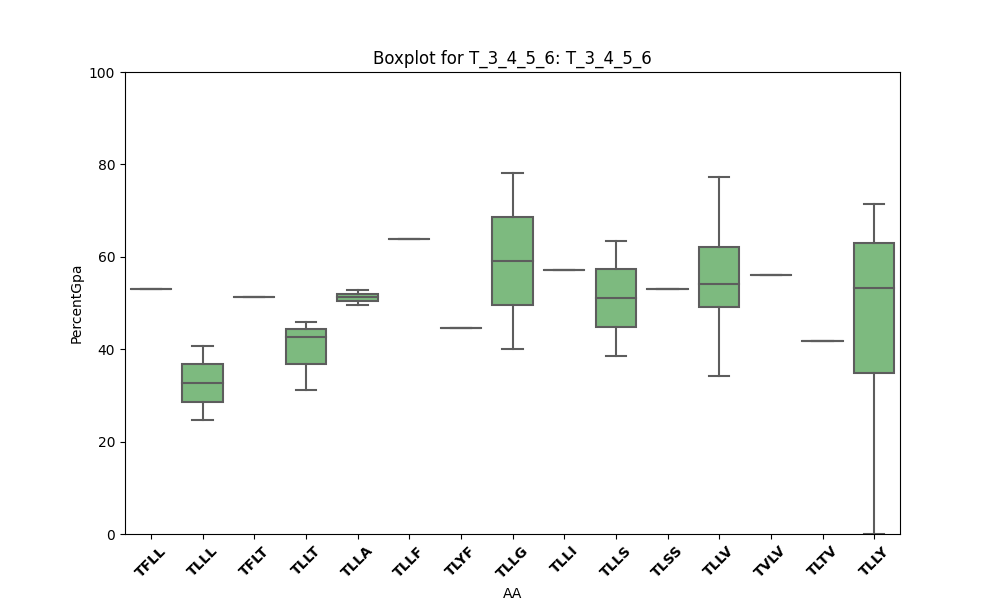 Boxplot for T_3_4_5_6: T_3_4_5_6
PercentGpa
100
80
60
40
20
0
TFLL TLLL TFLT TLLT TLLA TLLF TLYF TLLG TLLI TLLS TLSS TLLV TVLV TLTV TLLY
AA